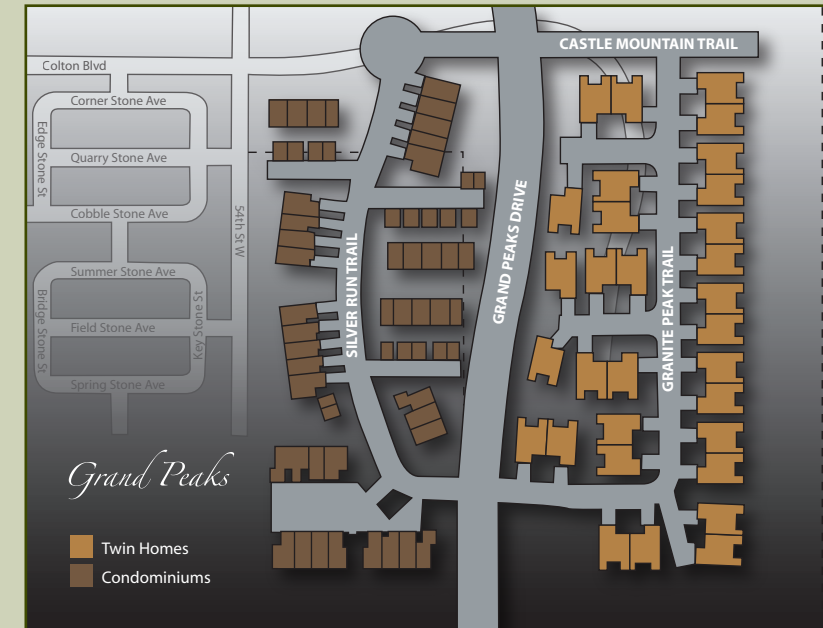 CASTLE MOUNTAIN TRAIL
Colton Blvd
Corner Stone Ave
Edge Stone St
Quarry Stone Ave
Cobble Stone Ave
54th St W
Summer Stone Ave
Bridge Stone St
Field Stone Ave
Key Stone St
Spring Stone Ave
SILVER RUN TRAIL
GRAND PEAKS DRIVE
GRANITE PEAK TRAIL
Grand Peaks
Twin Homes
Condominiums